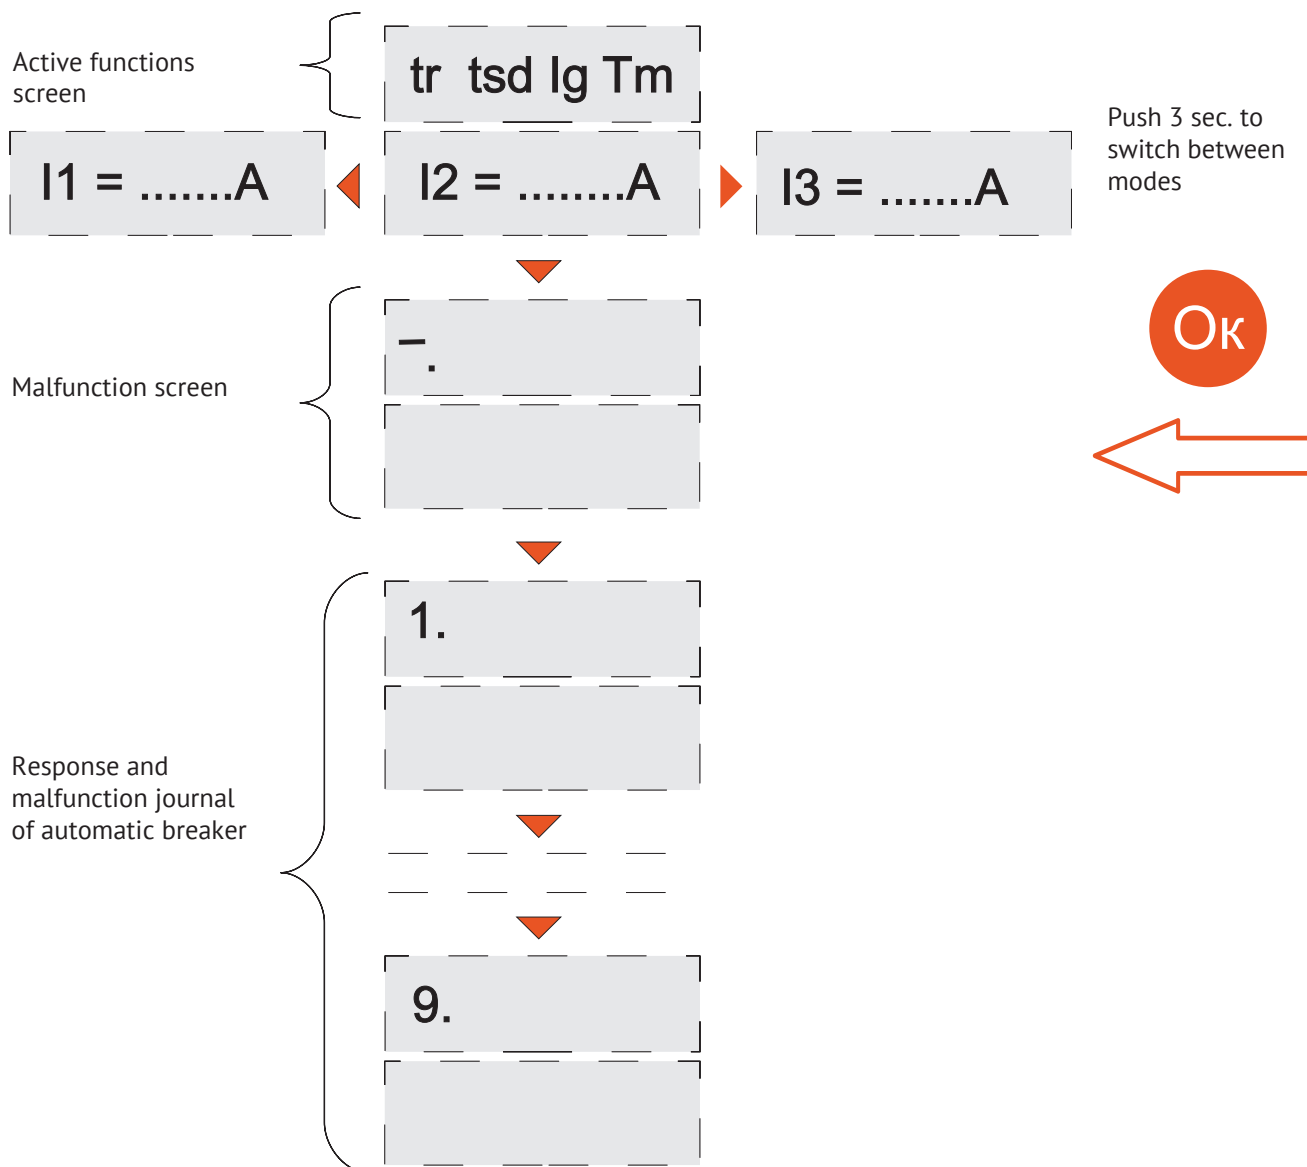 Active functions
screen
tr tsd Ig Tm
I1 = .......A
I2 = ........A
I3 = .......A
Push 3 sec. to
switch between
modes
Ок
Malfunction screen
–.
1.
Response and
malfunction journal
of automatic breaker
9.